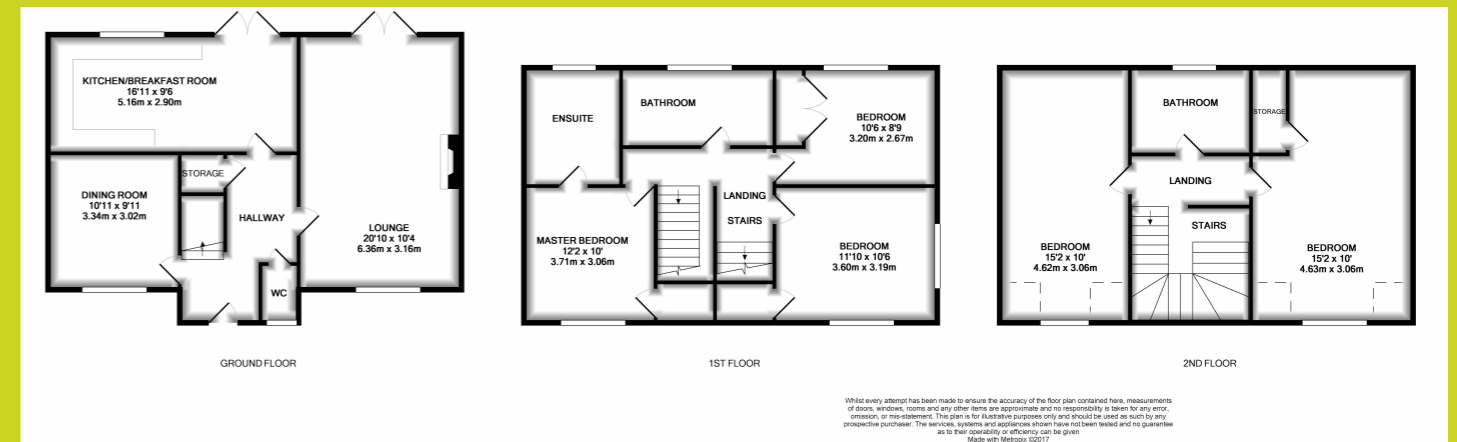 KITCHEN/BREAKFAST ROOM
16'11 x 9'6
5.16m x 2.90m
STORAGE
DINING ROOM
10'11 x 9'11
3.34m x 3.02m
HALLWAY
LOUNGE
20'10 x 10'4
6.36m x 3.16m
WC
GROUND FLOOR
ENSUITE
BATHROOM
BEDROOM
10'6 x 8'9
3.20m x 2.67m
LANDING
STAIRS
MASTER BEDROOM
12'2 x 10'
3.71m x 3.06m
BEDROOM
11'10 x 10'6
3.60m x 3.19m
1ST FLOOR
BATHROOM
STORAGE
LANDING
STAIRS
BEDROOM
15'2 x 10'
4.62m x 3.06m
BEDROOM
15'2 x 10'
4.63m x 3.06m
2ND FLOOR
Whilst every attempt has been made to ensure the accuracy of the floor plan contained here, measurements
of doors, windows, rooms and any other items are approximate and no responsibility is taken for any error,
omission, or mis-statement. This plan is for illustrative purposes only and should be used as such by any
prospective purchaser. The services, systems and appliances shown have not been tested and no guarantee
as to their operability or efficiency can be given
Made with Metropix ©2017